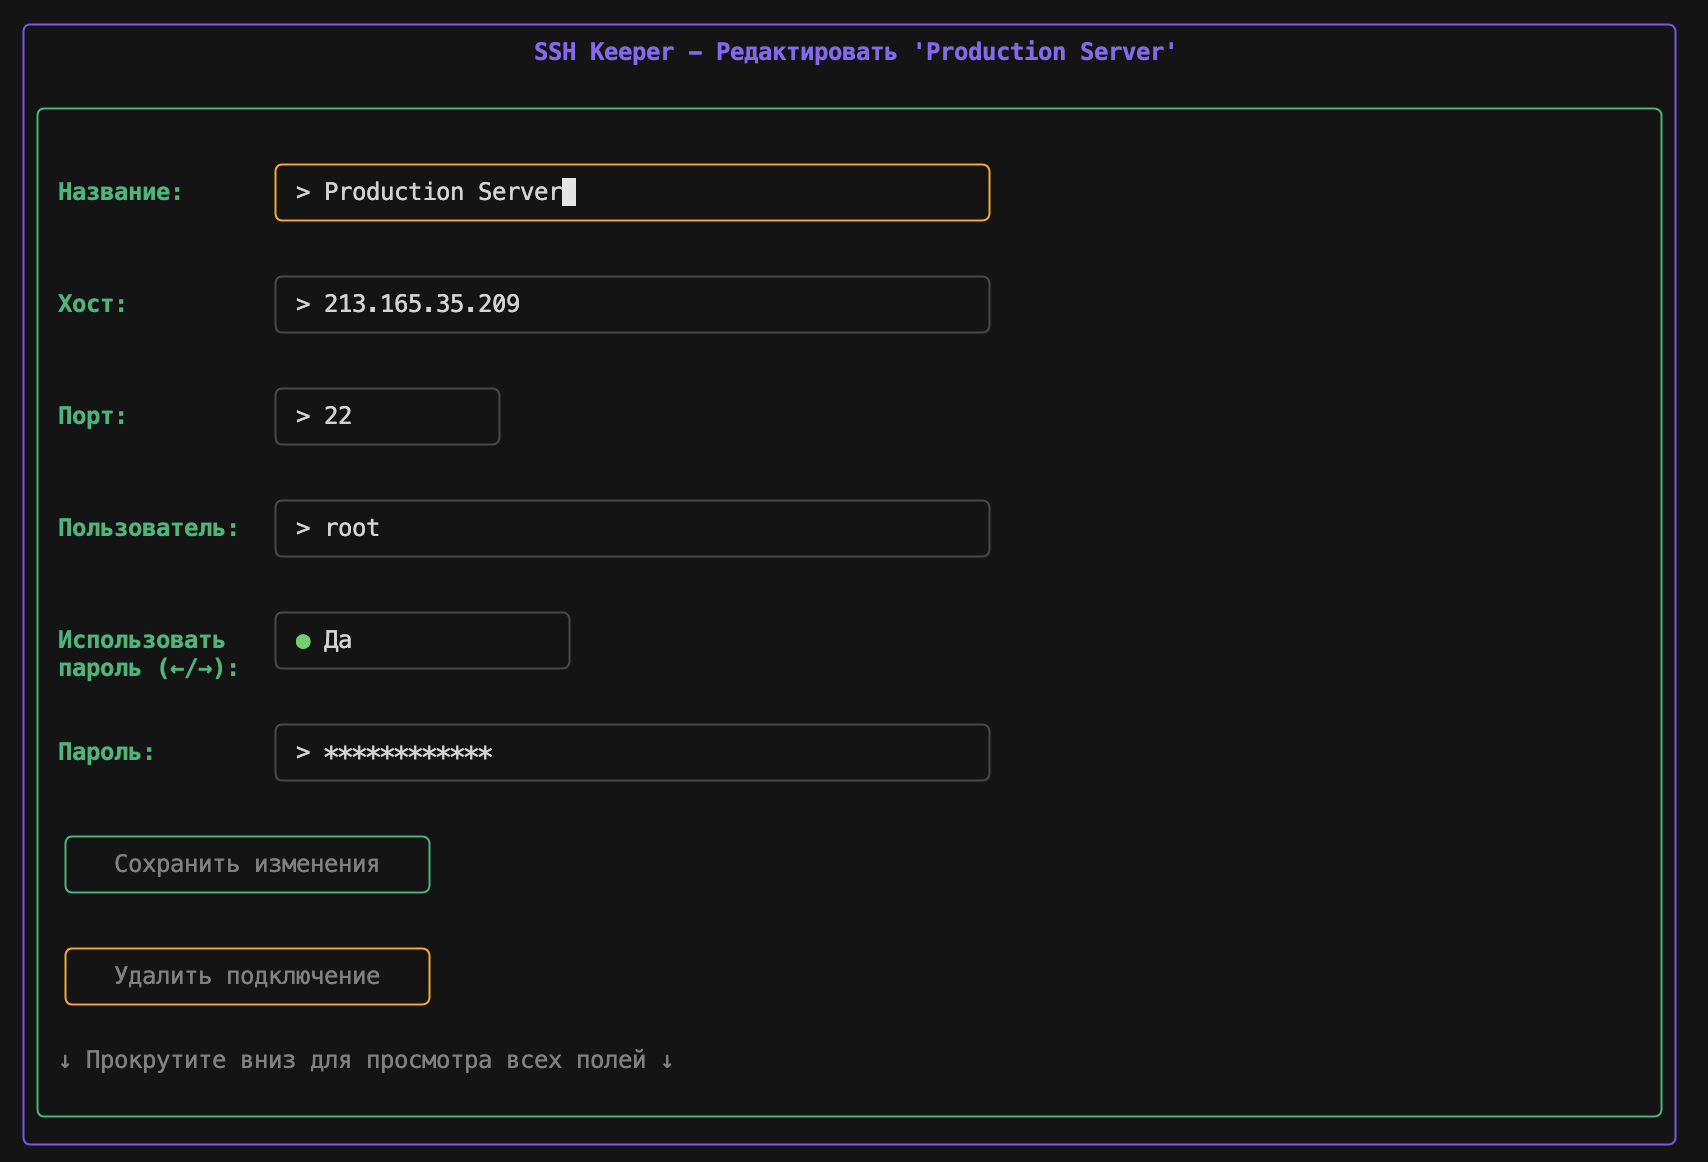 SSH Keeper – Редактировать 'Production Server'
Название: > Production Server
Хост: > 213.165.35.209
Порт: > 22
Пользователь: > root
Использовать ● Да
пароль (←/→):
Пароль: > ************
Сохранить изменения
Удалить подключение
↓ Прокрутите вниз для просмотра всех полей ↓